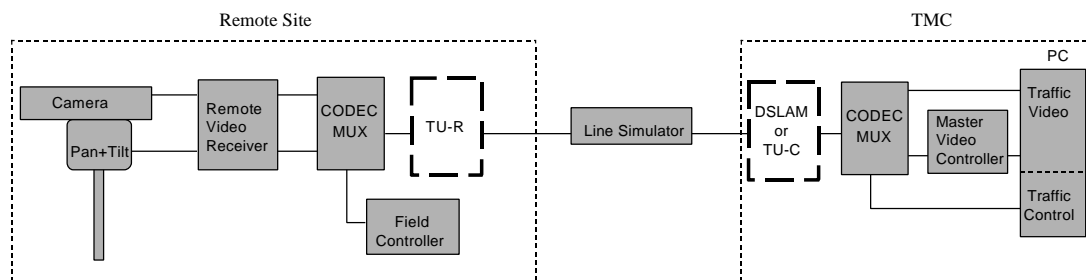 Remote Site
TMC
PC
Camera
Pan+Tilt
Remote
Video
Receiver
CODEC
MUX
TU-R
Field
Controller
Line Simulator
DSLAM
or
TU-C
CODEC
MUX
Master
Video
Controller
Traffic
Video
Traffic
Control